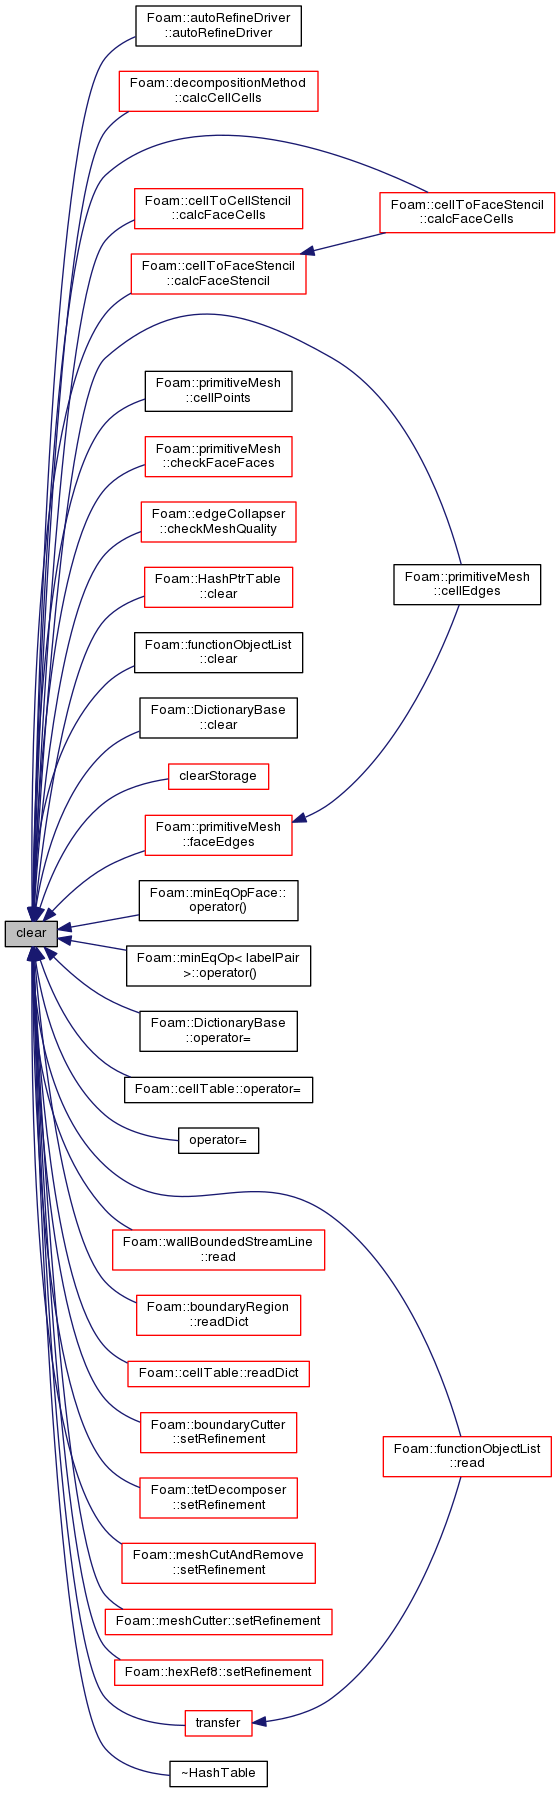 Foam::autoRefineDriver
::autoRefineDriver
Foam::decompositionMethod
::calcCellCells
Foam::cellToCellStencil
::calcFaceCells
Foam::cellToFaceStencil
::calcFaceCells
Foam::cellToFaceStencil
::calcFaceStencil
Foam::primitiveMesh
::cellPoints
Foam::primitiveMesh
::checkFaceFaces
Foam::edgeCollapser
::checkMeshQuality
Foam::HashPtrTable
::clear
Foam::primitiveMesh
::cellEdges
Foam::functionObjectList
::clear
Foam::DictionaryBase
::clear
clearStorage
Foam::primitiveMesh
::faceEdges
Foam::minEqOpFace::
operator()
clear
Foam::minEqOp< labelPair
>::operator()
Foam::DictionaryBase
::operator=
Foam::cellTable::operator=
operator=
Foam::wallBoundedStreamLine
::read
Foam::boundaryRegion
::readDict
Foam::cellTable::readDict
Foam::boundaryCutter
::setRefinement
Foam::functionObjectList
::read
Foam::tetDecomposer
::setRefinement
Foam::meshCutAndRemove
::setRefinement
Foam::meshCutter::setRefinement
Foam::hexRef8::setRefinement
transfer
~HashTable